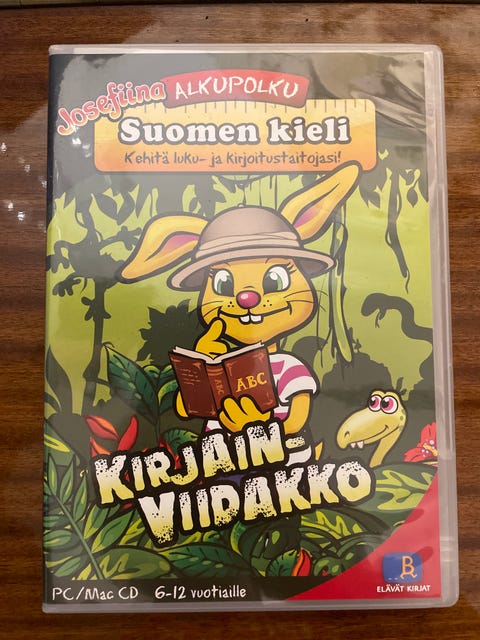 Josefiina
ALKUPOLKU
Suomen kieli
Kehitä luku- ja kirjoitustaitojasi!
ABC
ABC
KIRJAIN-
VIIDAKKO
B
ELÄVÄT KIRJAT
PC/Mac CD 6-12 vuotiaille